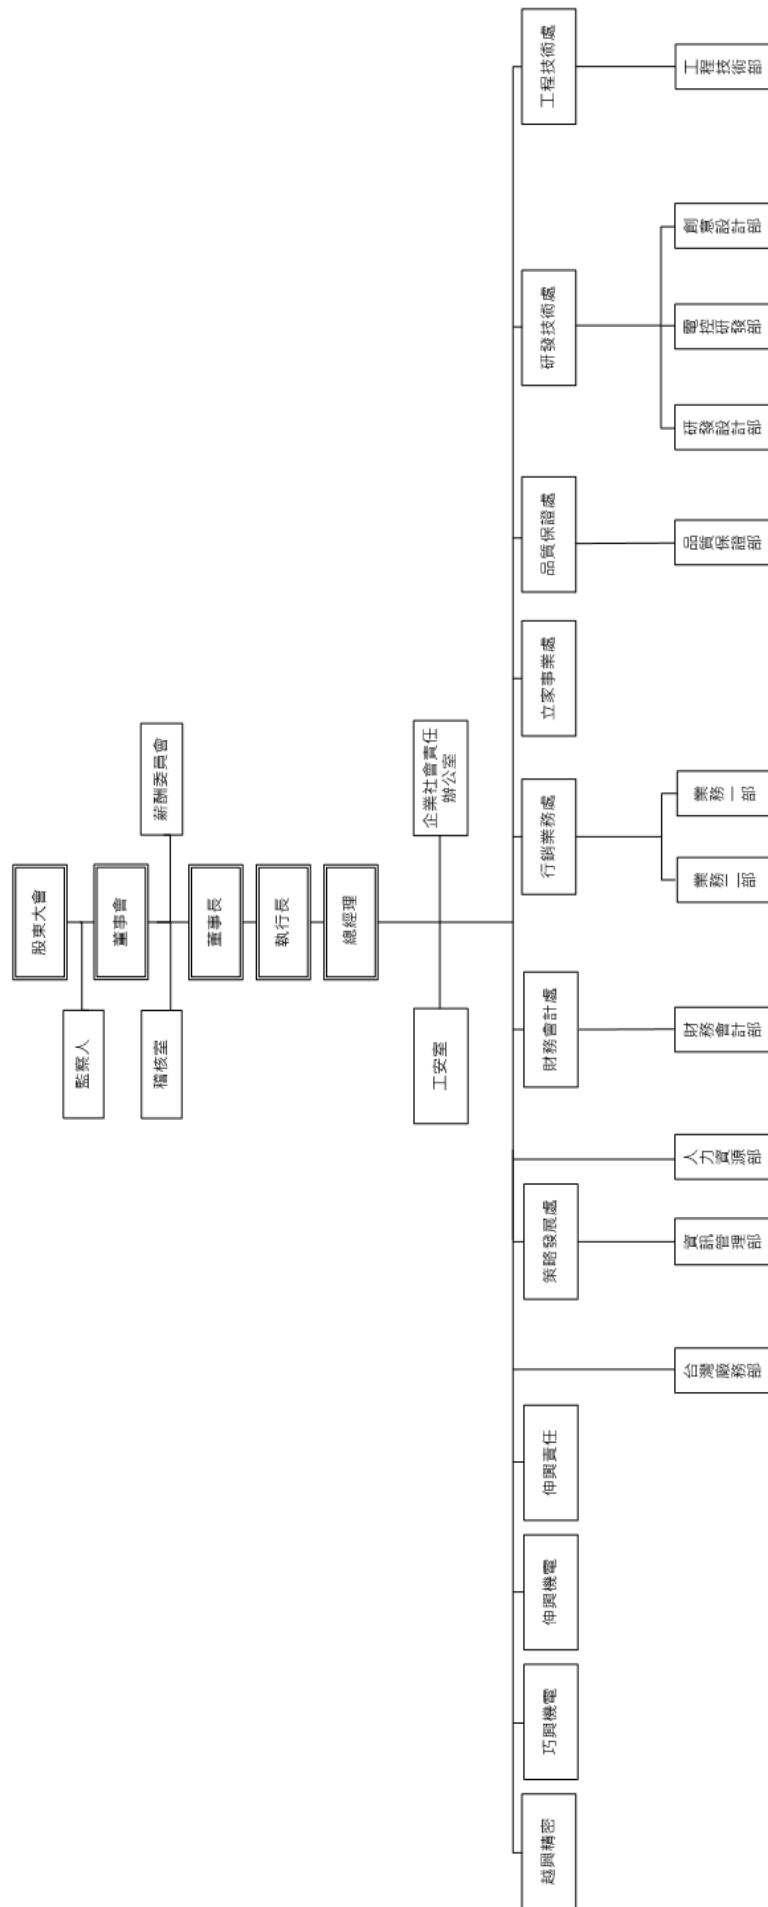 股東大會
監察人
董事會
稽核室
薪酬委員會
董事長
執行長
總經理
工安室
企業社會責任
辦公室
越興精密
巧興機電
伸興機電
伸興責任
策略發展處
財務會計處
行銷業務處
立家事業處
品質保證處
研發技術處
工程技術處
台灣廠務部
資訊管理部
人力資源部
財務會計部
業務二部
業務一部
品質保證部
研發設計部
電控研發部
創意設計部
工程技術部